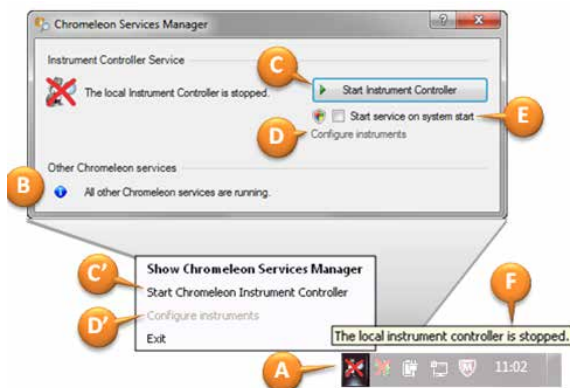 Chromeleon Services Manager
Instrument Controller Service
C
The local Instrument Controller is stopped.
Start Instrument Controller
Start service on system start
E
D
Configure instruments
Other Chromeleon services
B
All other Chromeleon services are running.
Show Chromeleon Services Manager
C'
Start Chromeleon Instrument Controller
F
D'
Configure instruments
Exit
The local instrument controller is stopped.
A
M
11:02